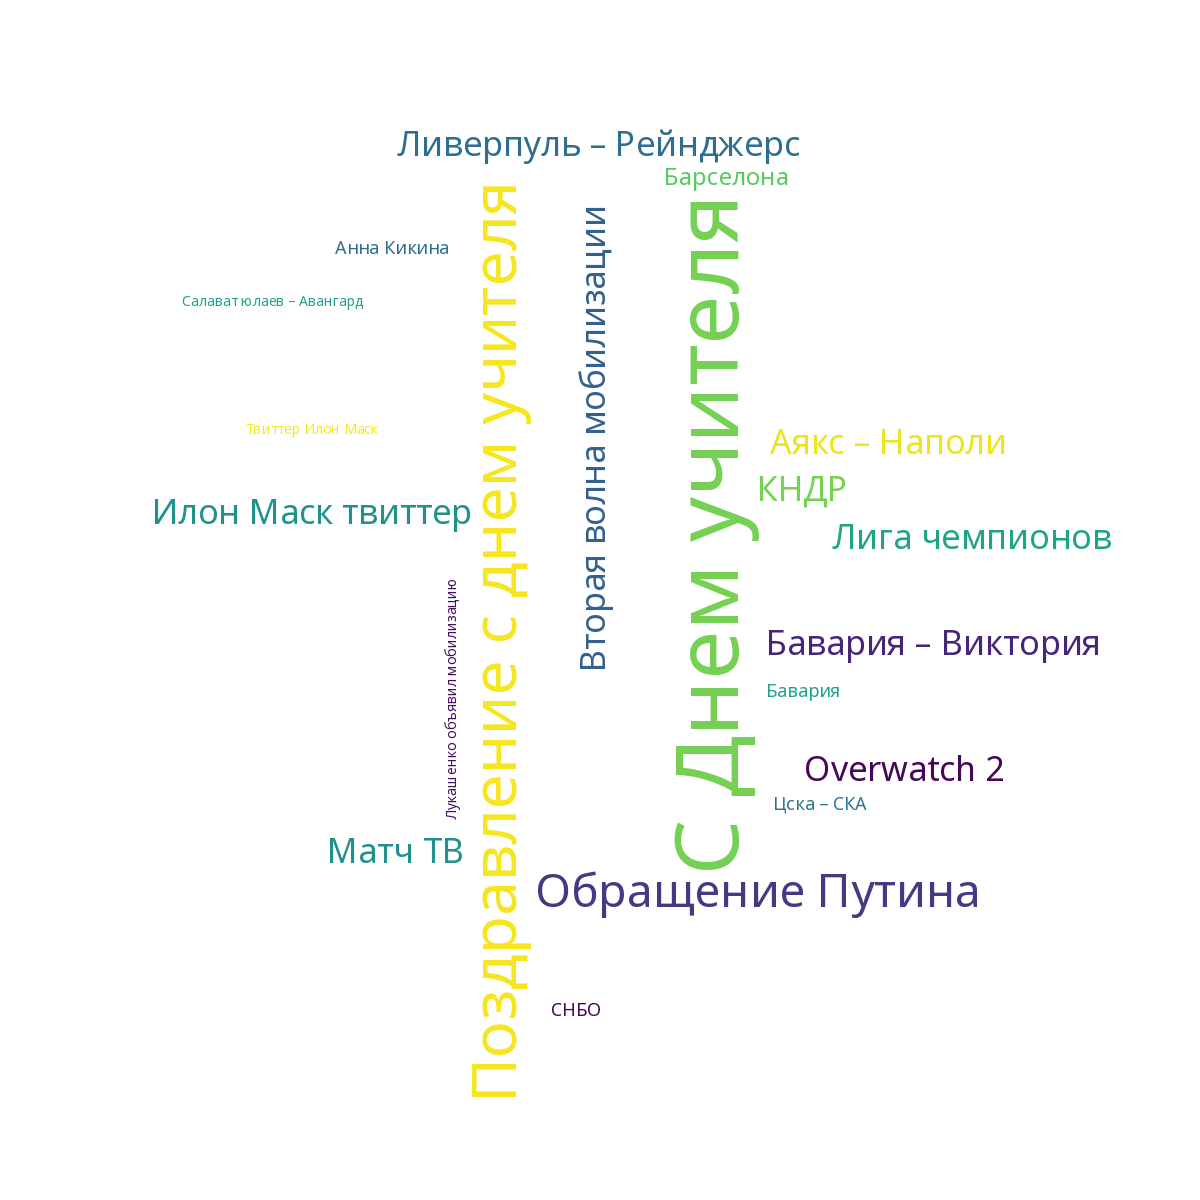 Ливерпуль – Рейнджерс
Барселона
Поздравление с днем учителя
Вторая волна мобилизации
С Днем учителя
Анна Кикина
Салават юлаев – Авангард
Твиттер Илон Маск
Аякс – Наполи
КНДР
Илон Маск твиттер
Лига чемпионов
Лукашенко объявил мобилизацию
Бавария – Виктория
Бавария
Overwatch 2
Цска – СКА
Матч ТВ
Обращение Путина
СНБО